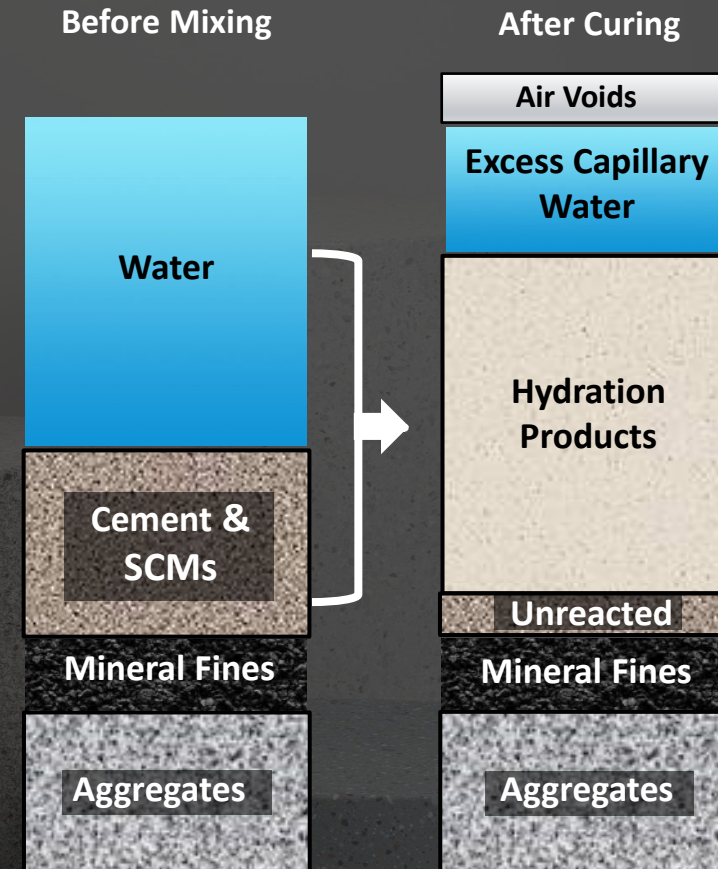 Before Mixing
Water
Cement &
SCMs
Mineral Fines
Aggregates
After Curing
Air Voids
Excess Capillary
Water
Hydration
Products
Unreacted
Mineral Fines
Aggregates